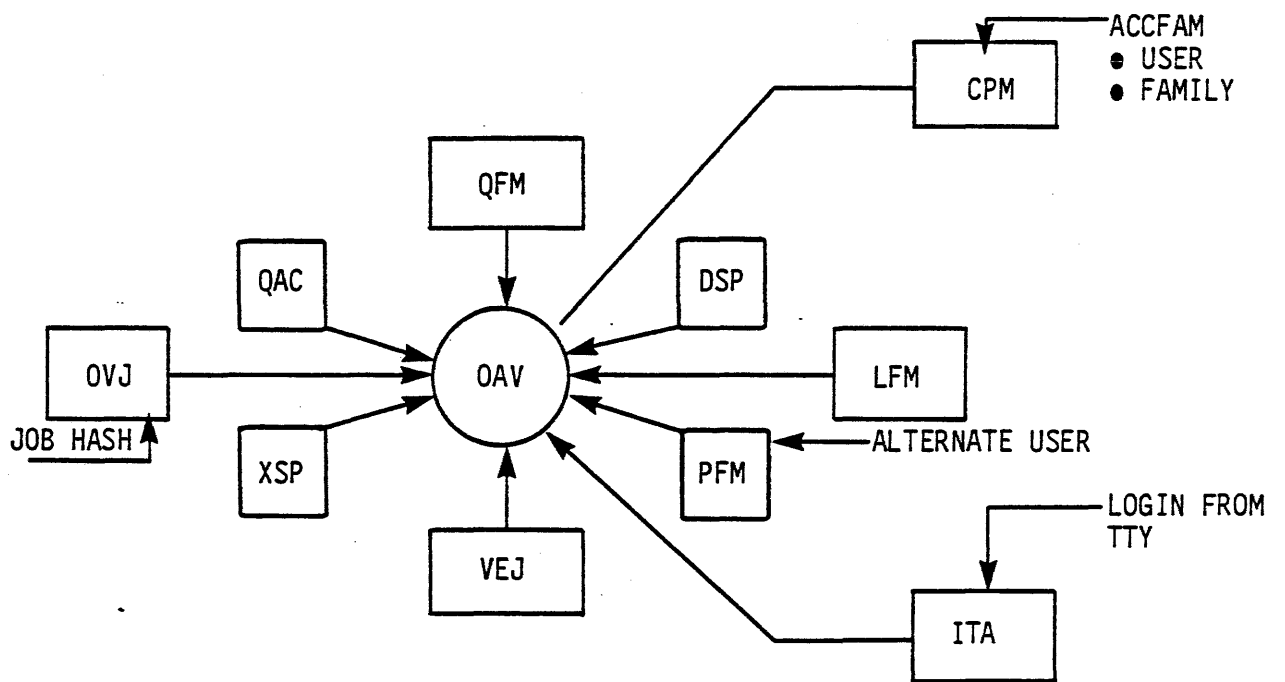 ACCFAM
● USER
● FAMILY
CPM
QFM
QAC
DSP
OVJ
OAV
LFM
JOB HASH
ALTERNATE USER
XSP
PFM
LOGIN FROM
TTY
VEJ
ITA